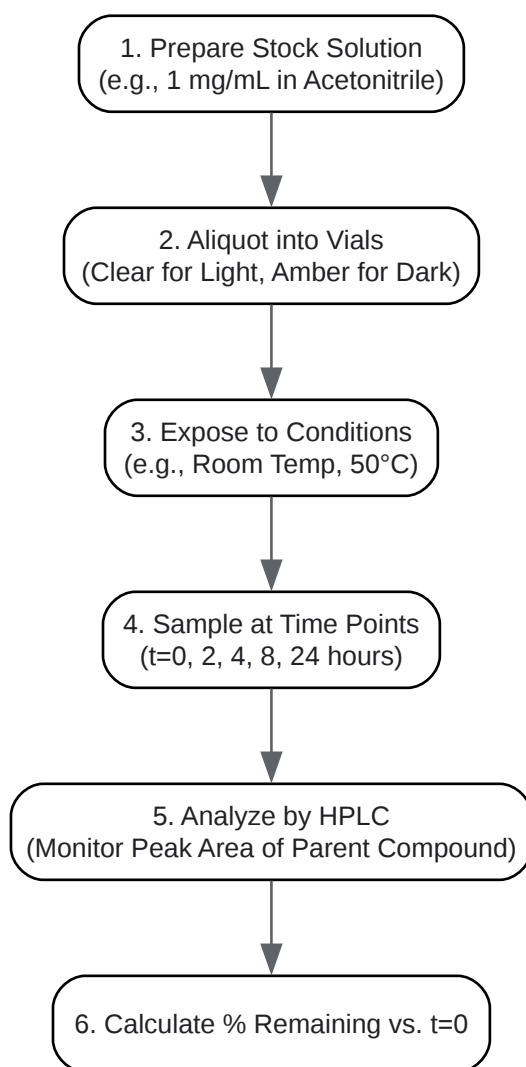 1. Prepare Stock Solution
(e.g., 1 mg/mL in Acetonitrile)
2. Aliquot into Vials
(Clear for Light, Amber for Dark)
3. Expose to Conditions
(e.g., Room Temp, 50°C)
4. Sample at Time Points
(t=0, 2, 4, 8, 24 hours)
5. Analyze by HPLC
(Monitor Peak Area of Parent Compound)
6. Calculate % Remaining vs. t=0